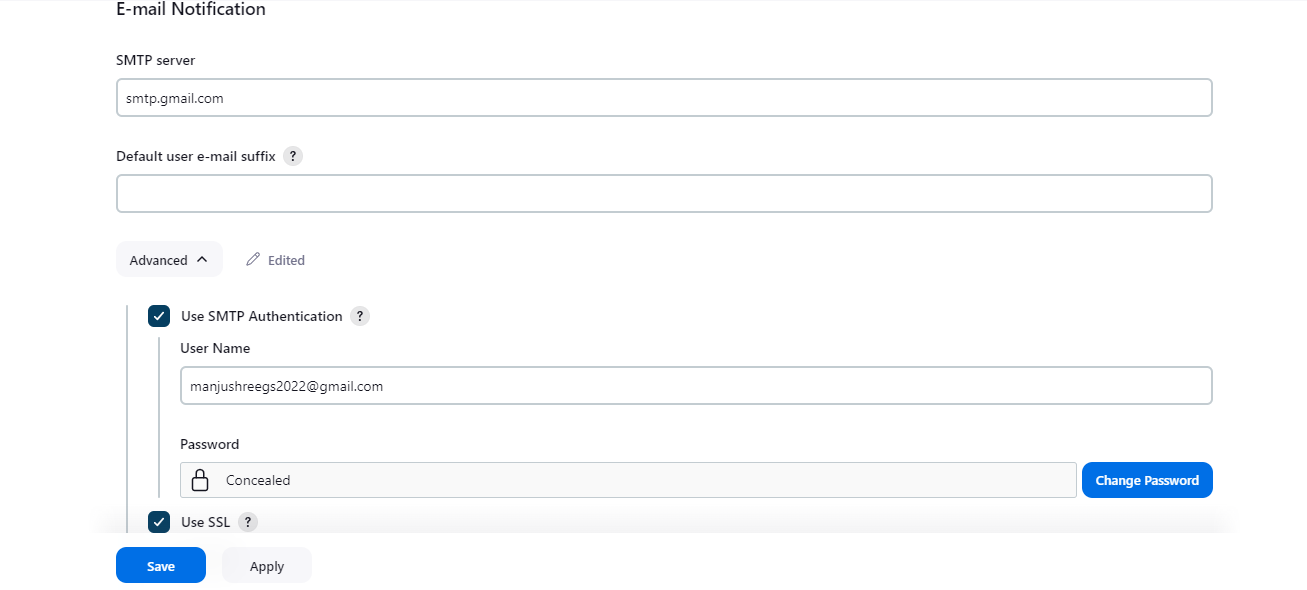 E-mail Notification
SMTP server
smtp.gmail.com
Default user e-mail suffix ?
Advanced Edited
Use SMTP Authentication ?
User Name
manjushreegs2022@gmail.com
Password
Concealed Change Password
Use SSL ?
Save Apply